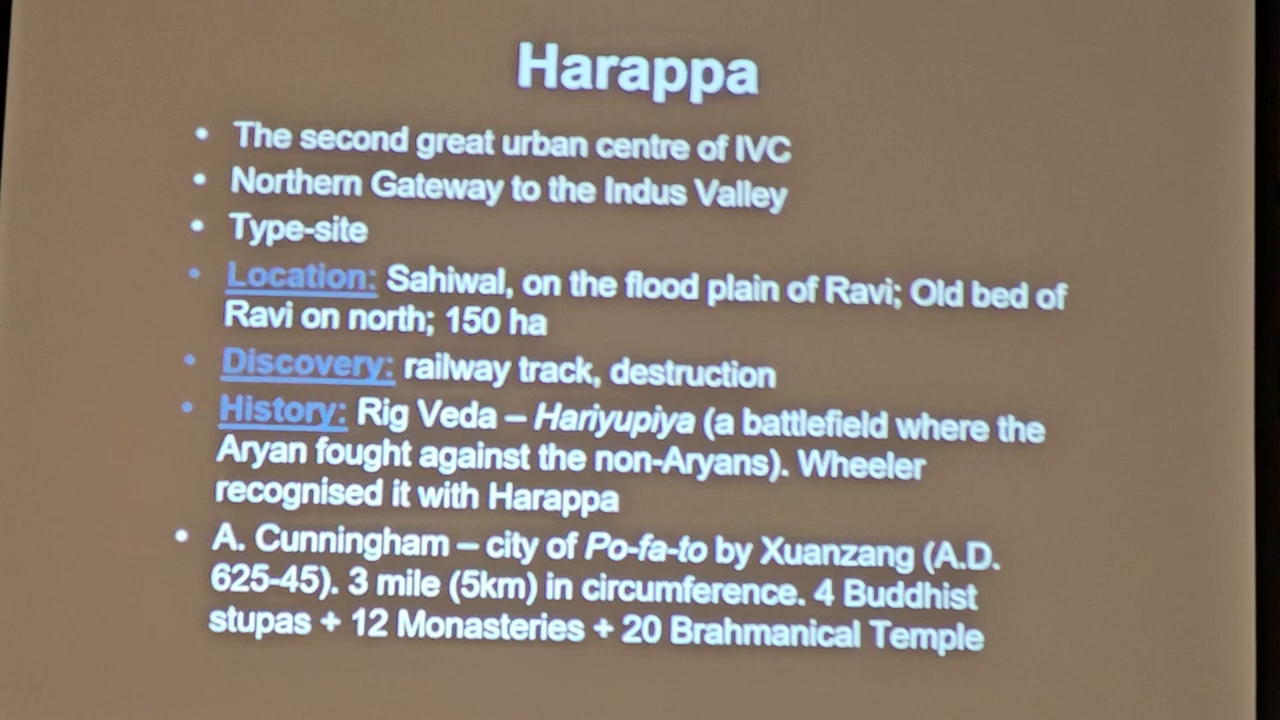 Harappa
• The second great urban centre of IVC
• Northern Gateway to the Indus Valley
• Type-site
• Location: Sahiwal, on the flood plain of Ravi; Old bed of
Ravi on north; 150 ha
• Discovery: railway track, destruction
• History: Rig Veda – Hariyupiya (a battlefield where the
Aryan fought against the non-Aryans). Wheeler
recognised it with Harappa
• A. Cunningham – city of Po-fa-to by Xuanzang (A.D.
625-45). 3 mile (5km) in circumference. 4 Buddhist
stupas + 12 Monasteries + 20 Brahmanical Temple